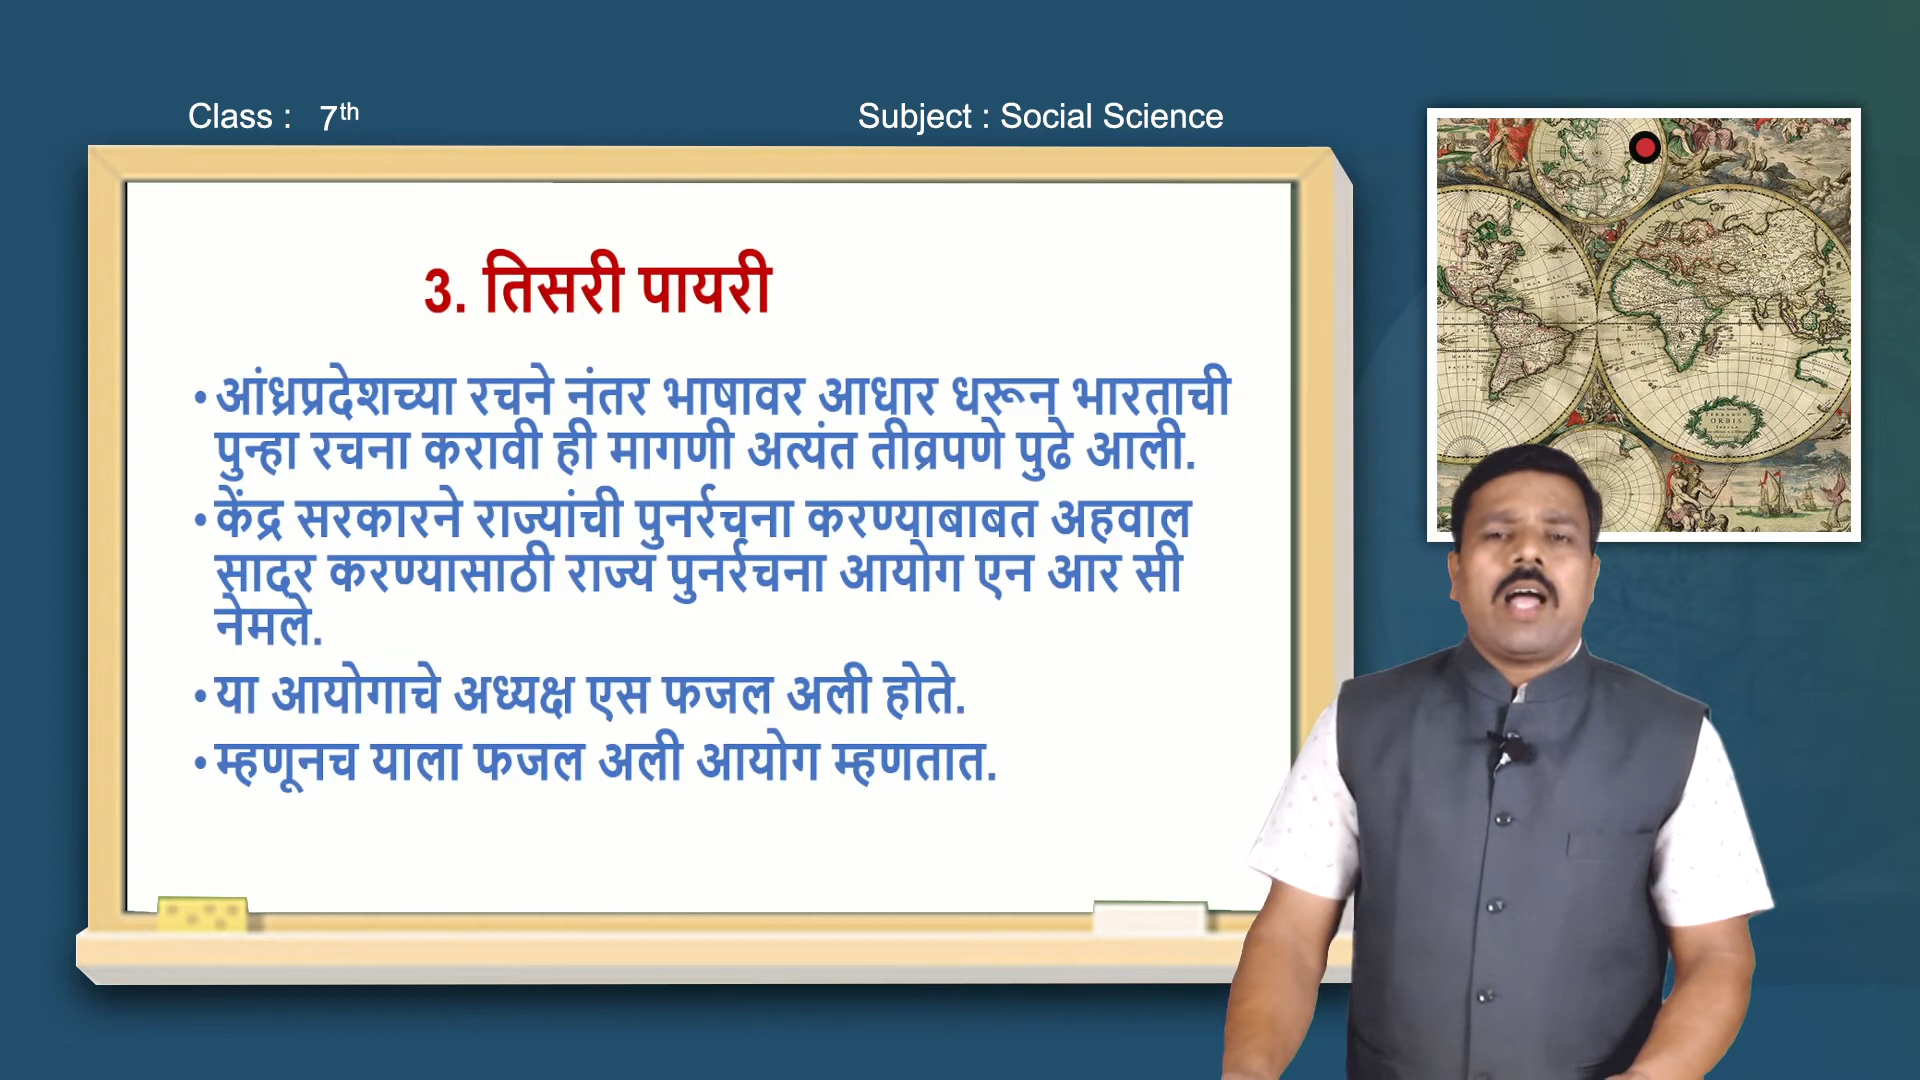 Class : 7th
Subject : Social Science
3. तिसरी पायरी
• आंध्रप्रदेशच्या रचने नंतर भाषावर आधार धरून भारताची
पुन्हा रचना करावी ही मागणी अत्यंत तीव्रपणे पुढे आली.
• केंद्र सरकारने राज्यांची पुनर्रचना करण्याबाबत अहवाल
सादर करण्यासाठी राज्य पुनर्रचना आयोग एन आर सी
नेमले.
• या आयोगाचे अध्यक्ष एस फजल अली होते.
• म्हणूनच याला फजल अली आयोग म्हणतात.